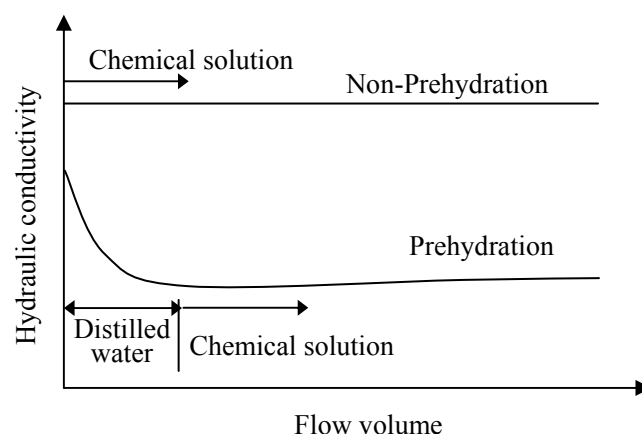 Chemical solution
Non-Prehydration
Hydraulic conductivity
Prehydration
Distilled
water
Chemical solution
Flow volume